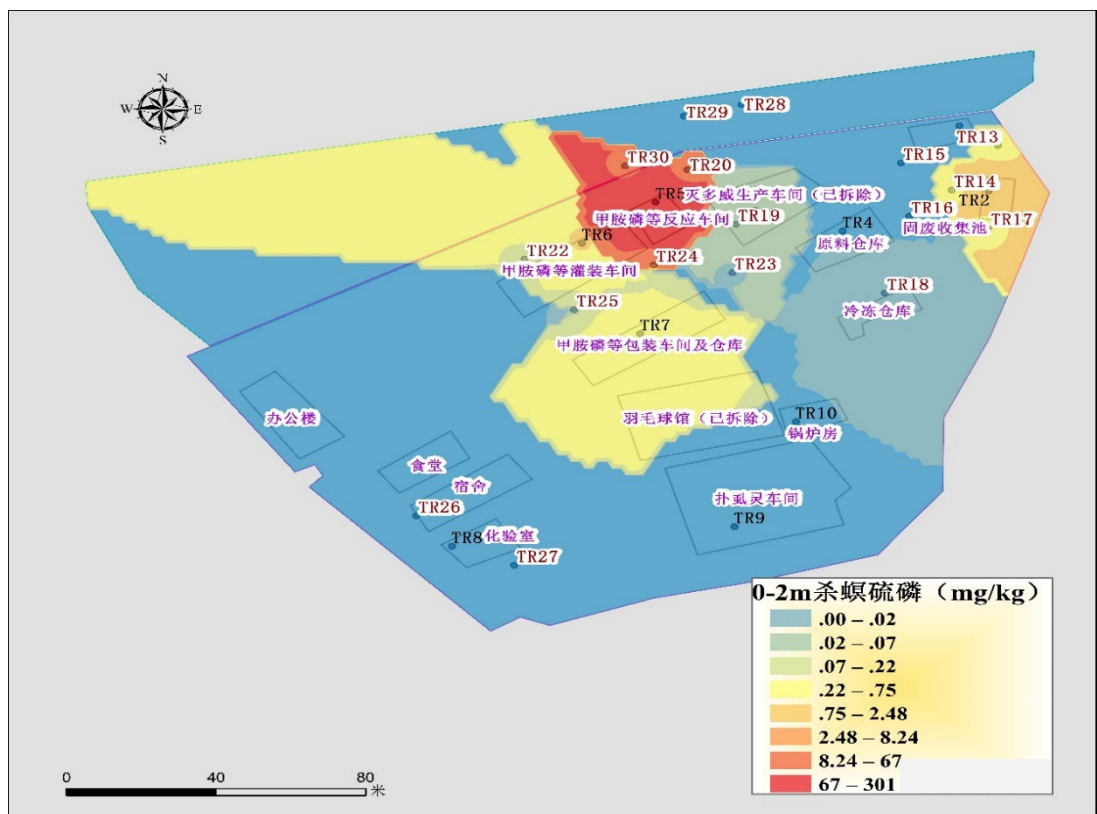 N
W E
S
TR28
TR29
TR13
TR30
TR20
TR15
TR14
TR5
灭多威生产车间（已拆除）
TR2
甲胺磷等反应车间
TR19
TR16
TR17
TR4
固废收集池
TR6
原料仓库
TR22
TR24
甲胺磷等灌装车间
TR23
TR18
TR25
冷冻仓库
TR7
甲胺磷等包装车间及仓库
办公楼
羽毛球馆（已拆除）
TR10
锅炉房
食堂
宿舍
扑虱灵车间
TR26
TR9
TR8
化验室
TR27
0-2m杀螟硫磷（mg/kg）
.00 – .02
.02 – .07
.07 – .22
.22 – .75
.75 – 2.48
2.48 – 8.24
8.24 – 67
67 – 301
0 40 80
米